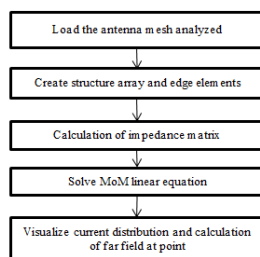 Load the antenna mesh analyzed
Create structure array and edge elements
Calculation of impedance matrix
Solve MoM linear equation
Visualize current distribution and calculation
of far field at point